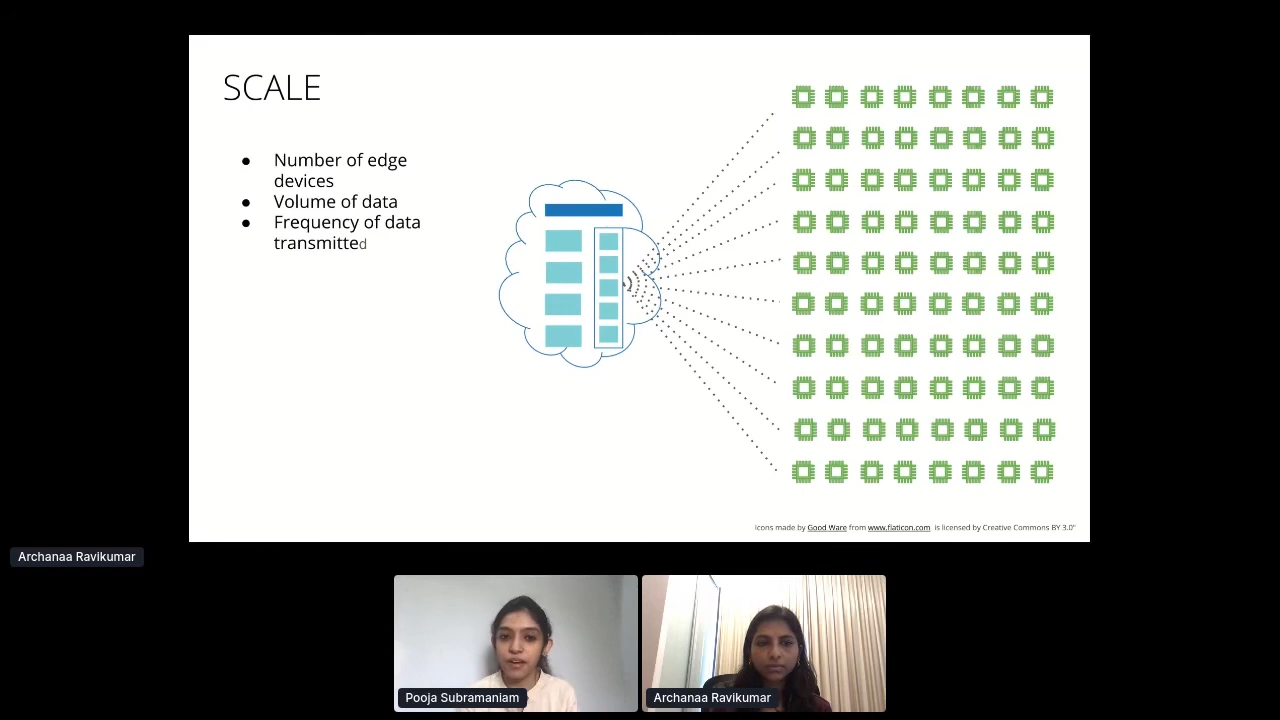 SCALE
● Number of edge
devices
● Volume of data
● Frequency of data
transmitted
Icons made by Good Ware from www.flaticon.com is licensed by Creative Commons BY 3.0"
Archanaa Ravikumar
Pooja Subramaniam
Archanaa Ravikumar